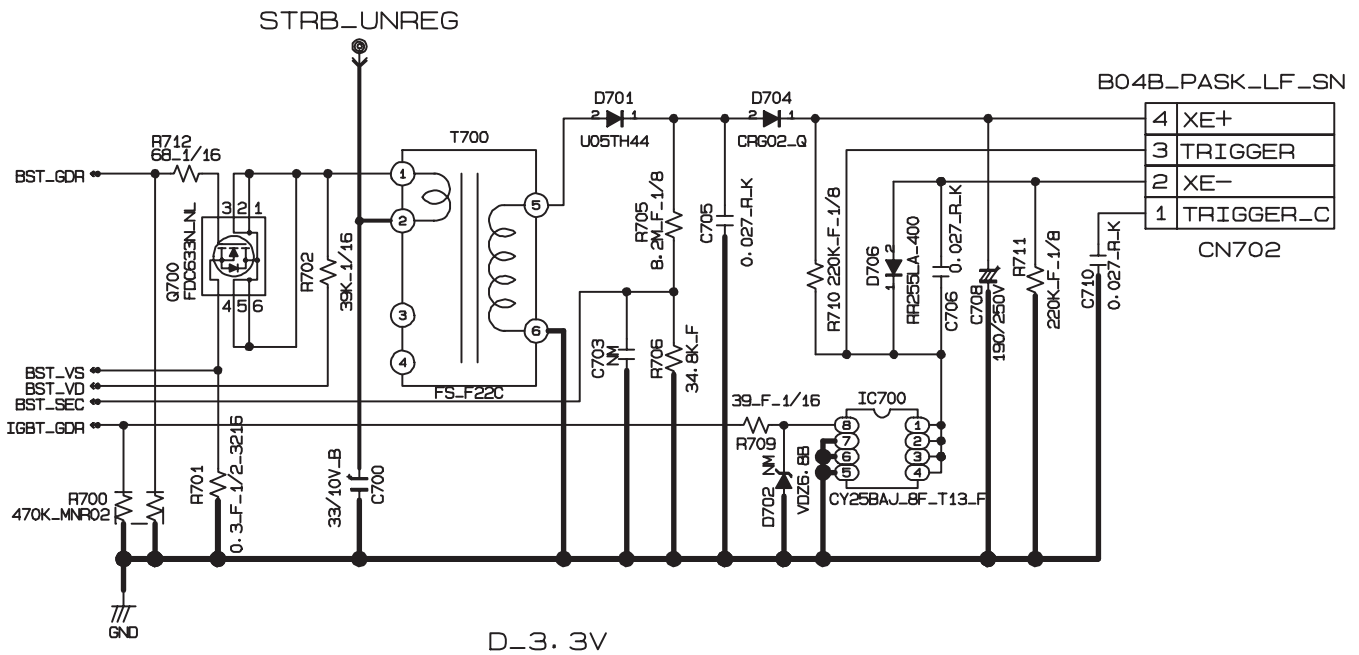 STRB_UNREG
B04B_PASK_LF_SN
4 XE+
3 TRIGGER
2 XE-
1 TRIGGER_C
CN702
D701
2 1
U05TH44
D704
2 1
CRG02_Q
R712
68_1/16
BST_GDR
T700
1
2
3
4
5
6
FS_F22C
3 2 1
4 5 6
Q700
FDC633N_NL
R702
39K_1/16
R705
8.2M_F_1/8
C705
0.027_R_K
R710 220K_F_1/8
D706
2
1
RR255LA_400
C706
0.027_R_K
C708
190/250V
R711
220K_F_1/8
C710
0.027_R_K
BST_VS
BST_VD
BST_SEC
IGBT_GDR
C703
NM
R706
34.8K_F
39_F_1/16
R709
IC700
8 1
7 2
6 3
5 4
CY25BAJ_8F_T13_F
D702 NM
VDZ6.8B
R700
470K_MNR02
R701
0.3_F_1/2_3216
33/10V_B
C700
GND
D_3.3V